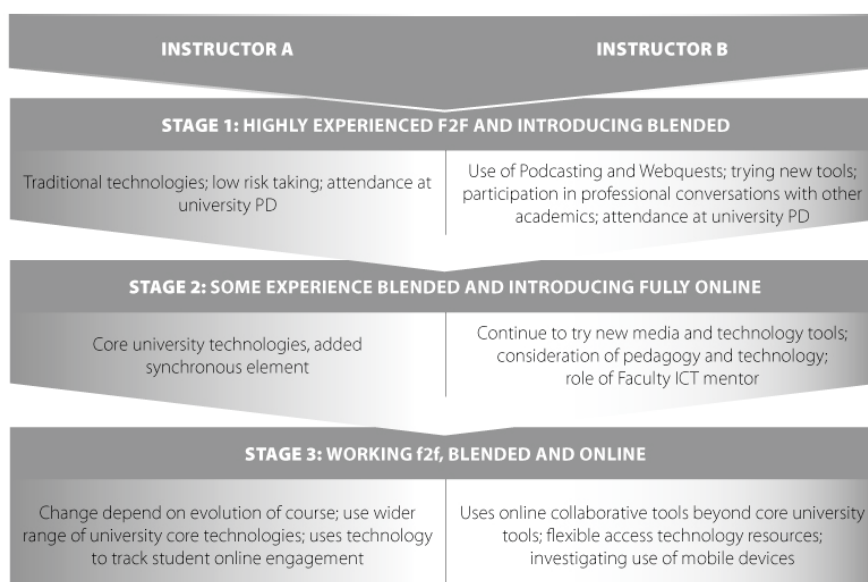 INSTRUCTOR A
INSTRUCTOR B
STAGE 1: HIGHLY EXPERIENCED F2F AND INTRODUCING BLENDED
Traditional technologies; low risk taking; attendance at
university PD
Use of Podcasting and Webquests; trying new tools;
participation in professional conversations with other
academics; attendance at university PD
STAGE 2: SOME EXPERIENCE BLENDED AND INTRODUCING FULLY ONLINE
Core university technologies, added
synchronous element
Continue to try new media and technology tools;
consideration of pedagogy and technology;
role of Faculty ICT mentor
STAGE 3: WORKING f2f, BLENDED AND ONLINE
Change depend on evolution of course; use wider
range of university core technologies; uses technology
to track student online engagement
Uses online collaborative tools beyond core university
tools; flexible access technology resources;
investigating use of mobile devices